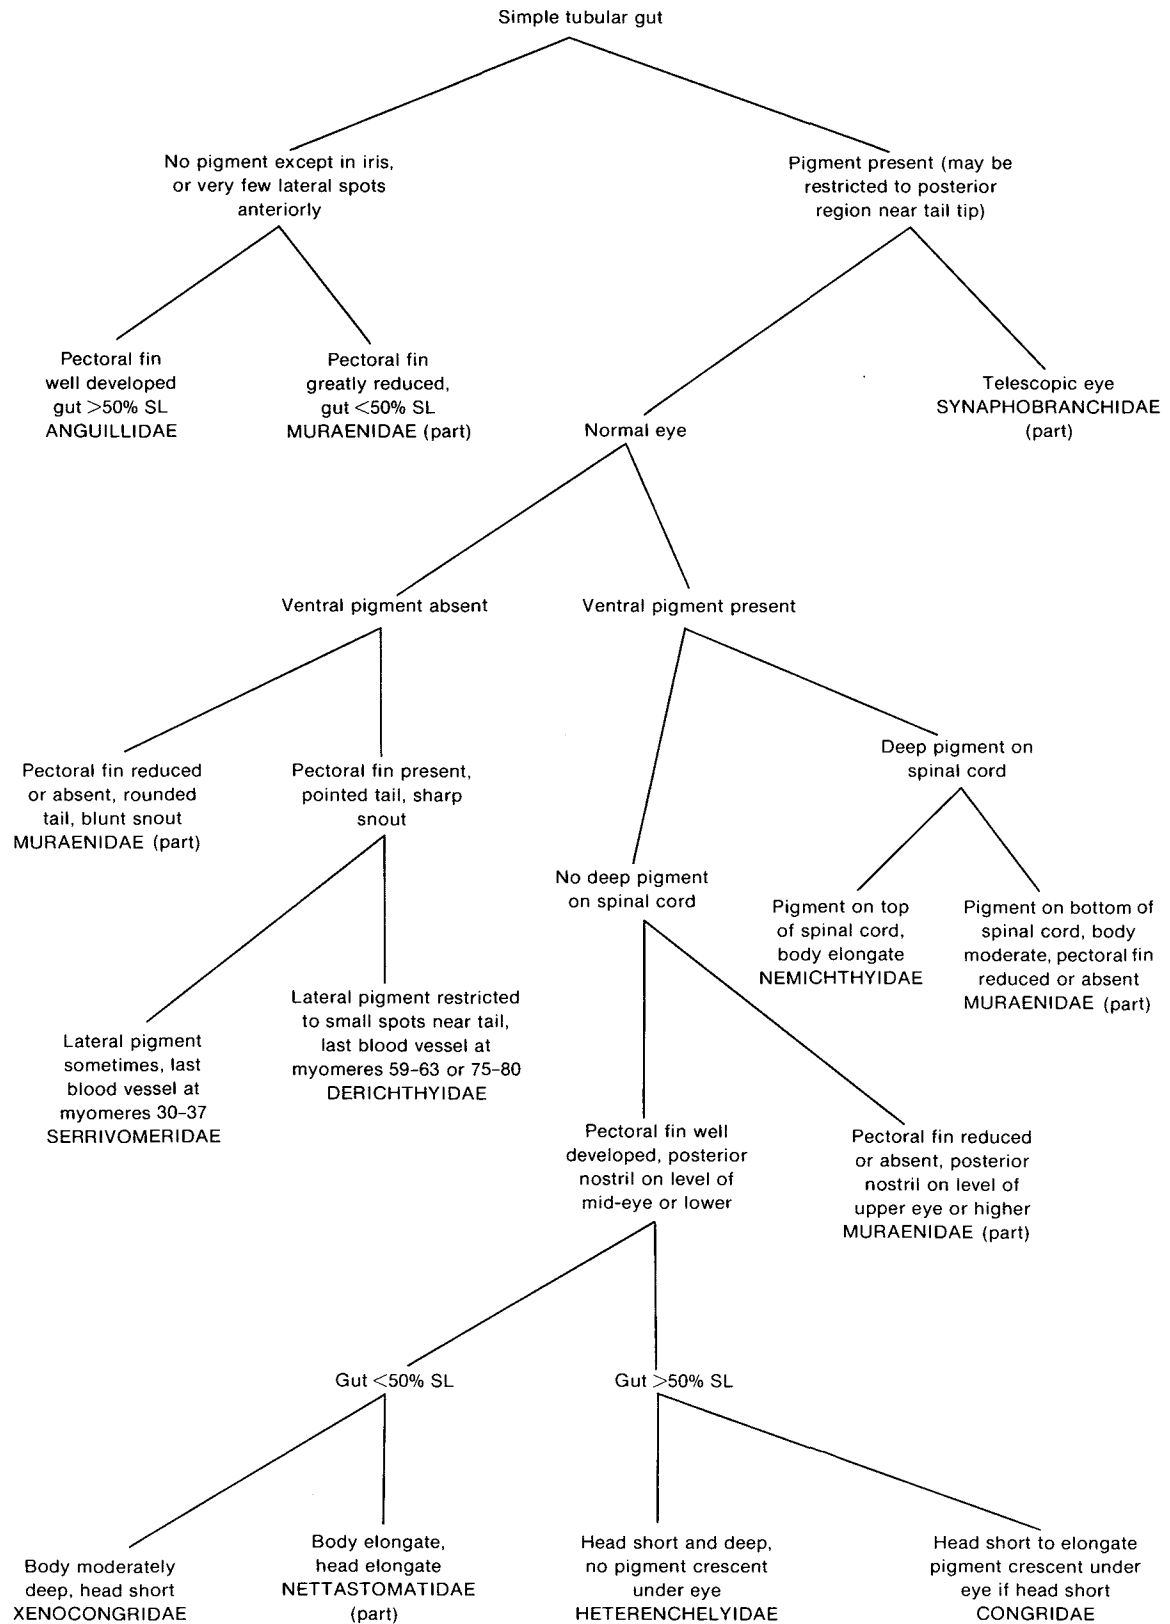 Simple tubular gut
No pigment except in iris,
or very few lateral spots
anteriorly
Pigment present (may be
restricted to posterior
region near tail tip)
Pectoral fin
well developed
gut >50% SL
ANGUILLIDAE
Pectoral fin
greatly reduced,
gut <50% SL
MURAENIDAE (part)
Normal eye
Telescopic eye
SYNAPHOBRANCHIDAE
(part)
Ventral pigment absent
Ventral pigment present
Pectoral fin reduced
or absent, rounded
tail, blunt snout
MURAENIDAE (part)
Pectoral fin present,
pointed tail, sharp
snout
Deep pigment on
spinal cord
No deep pigment
on spinal cord
Pigment on top
of spinal cord,
body elongate
NEMICHTHYIDAE
Pigment on bottom of
spinal cord, body
moderate, pectoral fin
reduced or absent
MURAENIDAE (part)
Lateral pigment
sometimes, last
blood vessel at
myomeres 30–37
SERRIVOMERIDAE
Lateral pigment restricted
to small spots near tail,
last blood vessel at
myomeres 59–63 or 75–80
DERICHTHYIDAE
Pectoral fin well
developed, posterior
nostril on level of
mid-eye or lower
Pectoral fin reduced
or absent, posterior
nostril on level of
upper eye or higher
MURAENIDAE (part)
Gut <50% SL
Gut >50% SL
Body moderately
deep, head short
XENOCONGRIDAE
Body elongate,
head elongate
NETTASTOMATIDAE
(part)
Head short and deep,
no pigment crescent
under eye
HETERENCHELYIDAE
Head short to elongate
pigment crescent under
eye if head short
CONGRIDAE